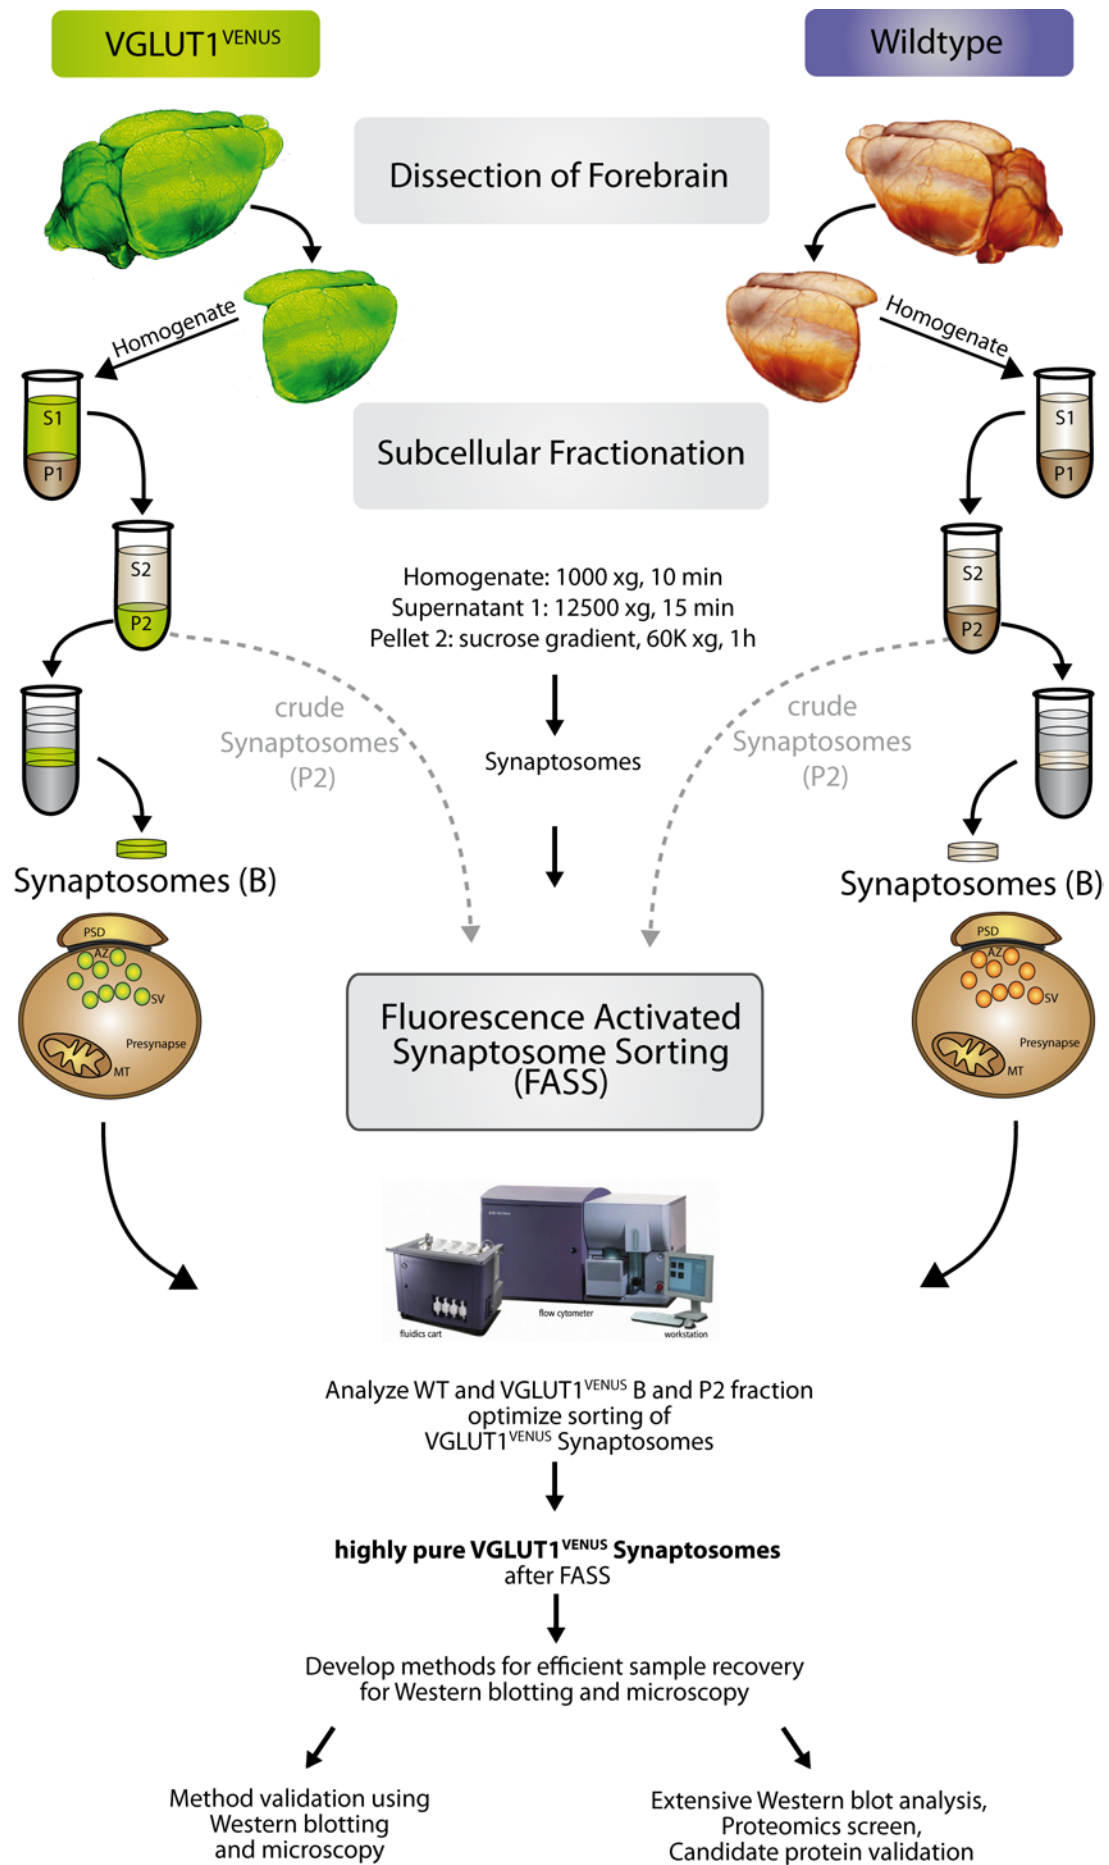 VGLUT1VENUS
Wildtype
Dissection of Forebrain
Homogenate
Homogenate
S1
P1
S1
P1
Subcellular Fractionation
S2
P2
S2
P2
Homogenate: 1000 xg, 10 min
Supernatant 1: 12500 xg, 15 min
Pellet 2: sucrose gradient, 60K xg, 1h
crude
Synaptosomes
(P2)
crude
Synaptosomes
(P2)
Synaptosomes
Synaptosomes (B)
Synaptosomes (B)
PSD
AZ
SV
Presynapse
MT
PSD
AZ
SV
Presynapse
MT
Fluorescence Activated
Synaptosome Sorting
(FASS)
fluidics cart
flow cytometer
workstation
Analyze WT and VGLUT1VENUS B and P2 fraction
optimize sorting of
VGLUT1VENUS Synaptosomes
highly pure VGLUT1VENUS Synaptosomes
after FASS
Develop methods for efficient sample recovery
for Western blotting and microscopy
Method validation using
Western blotting
and microscopy
Extensive Western blot analysis,
Proteomics screen,
Candidate protein validation